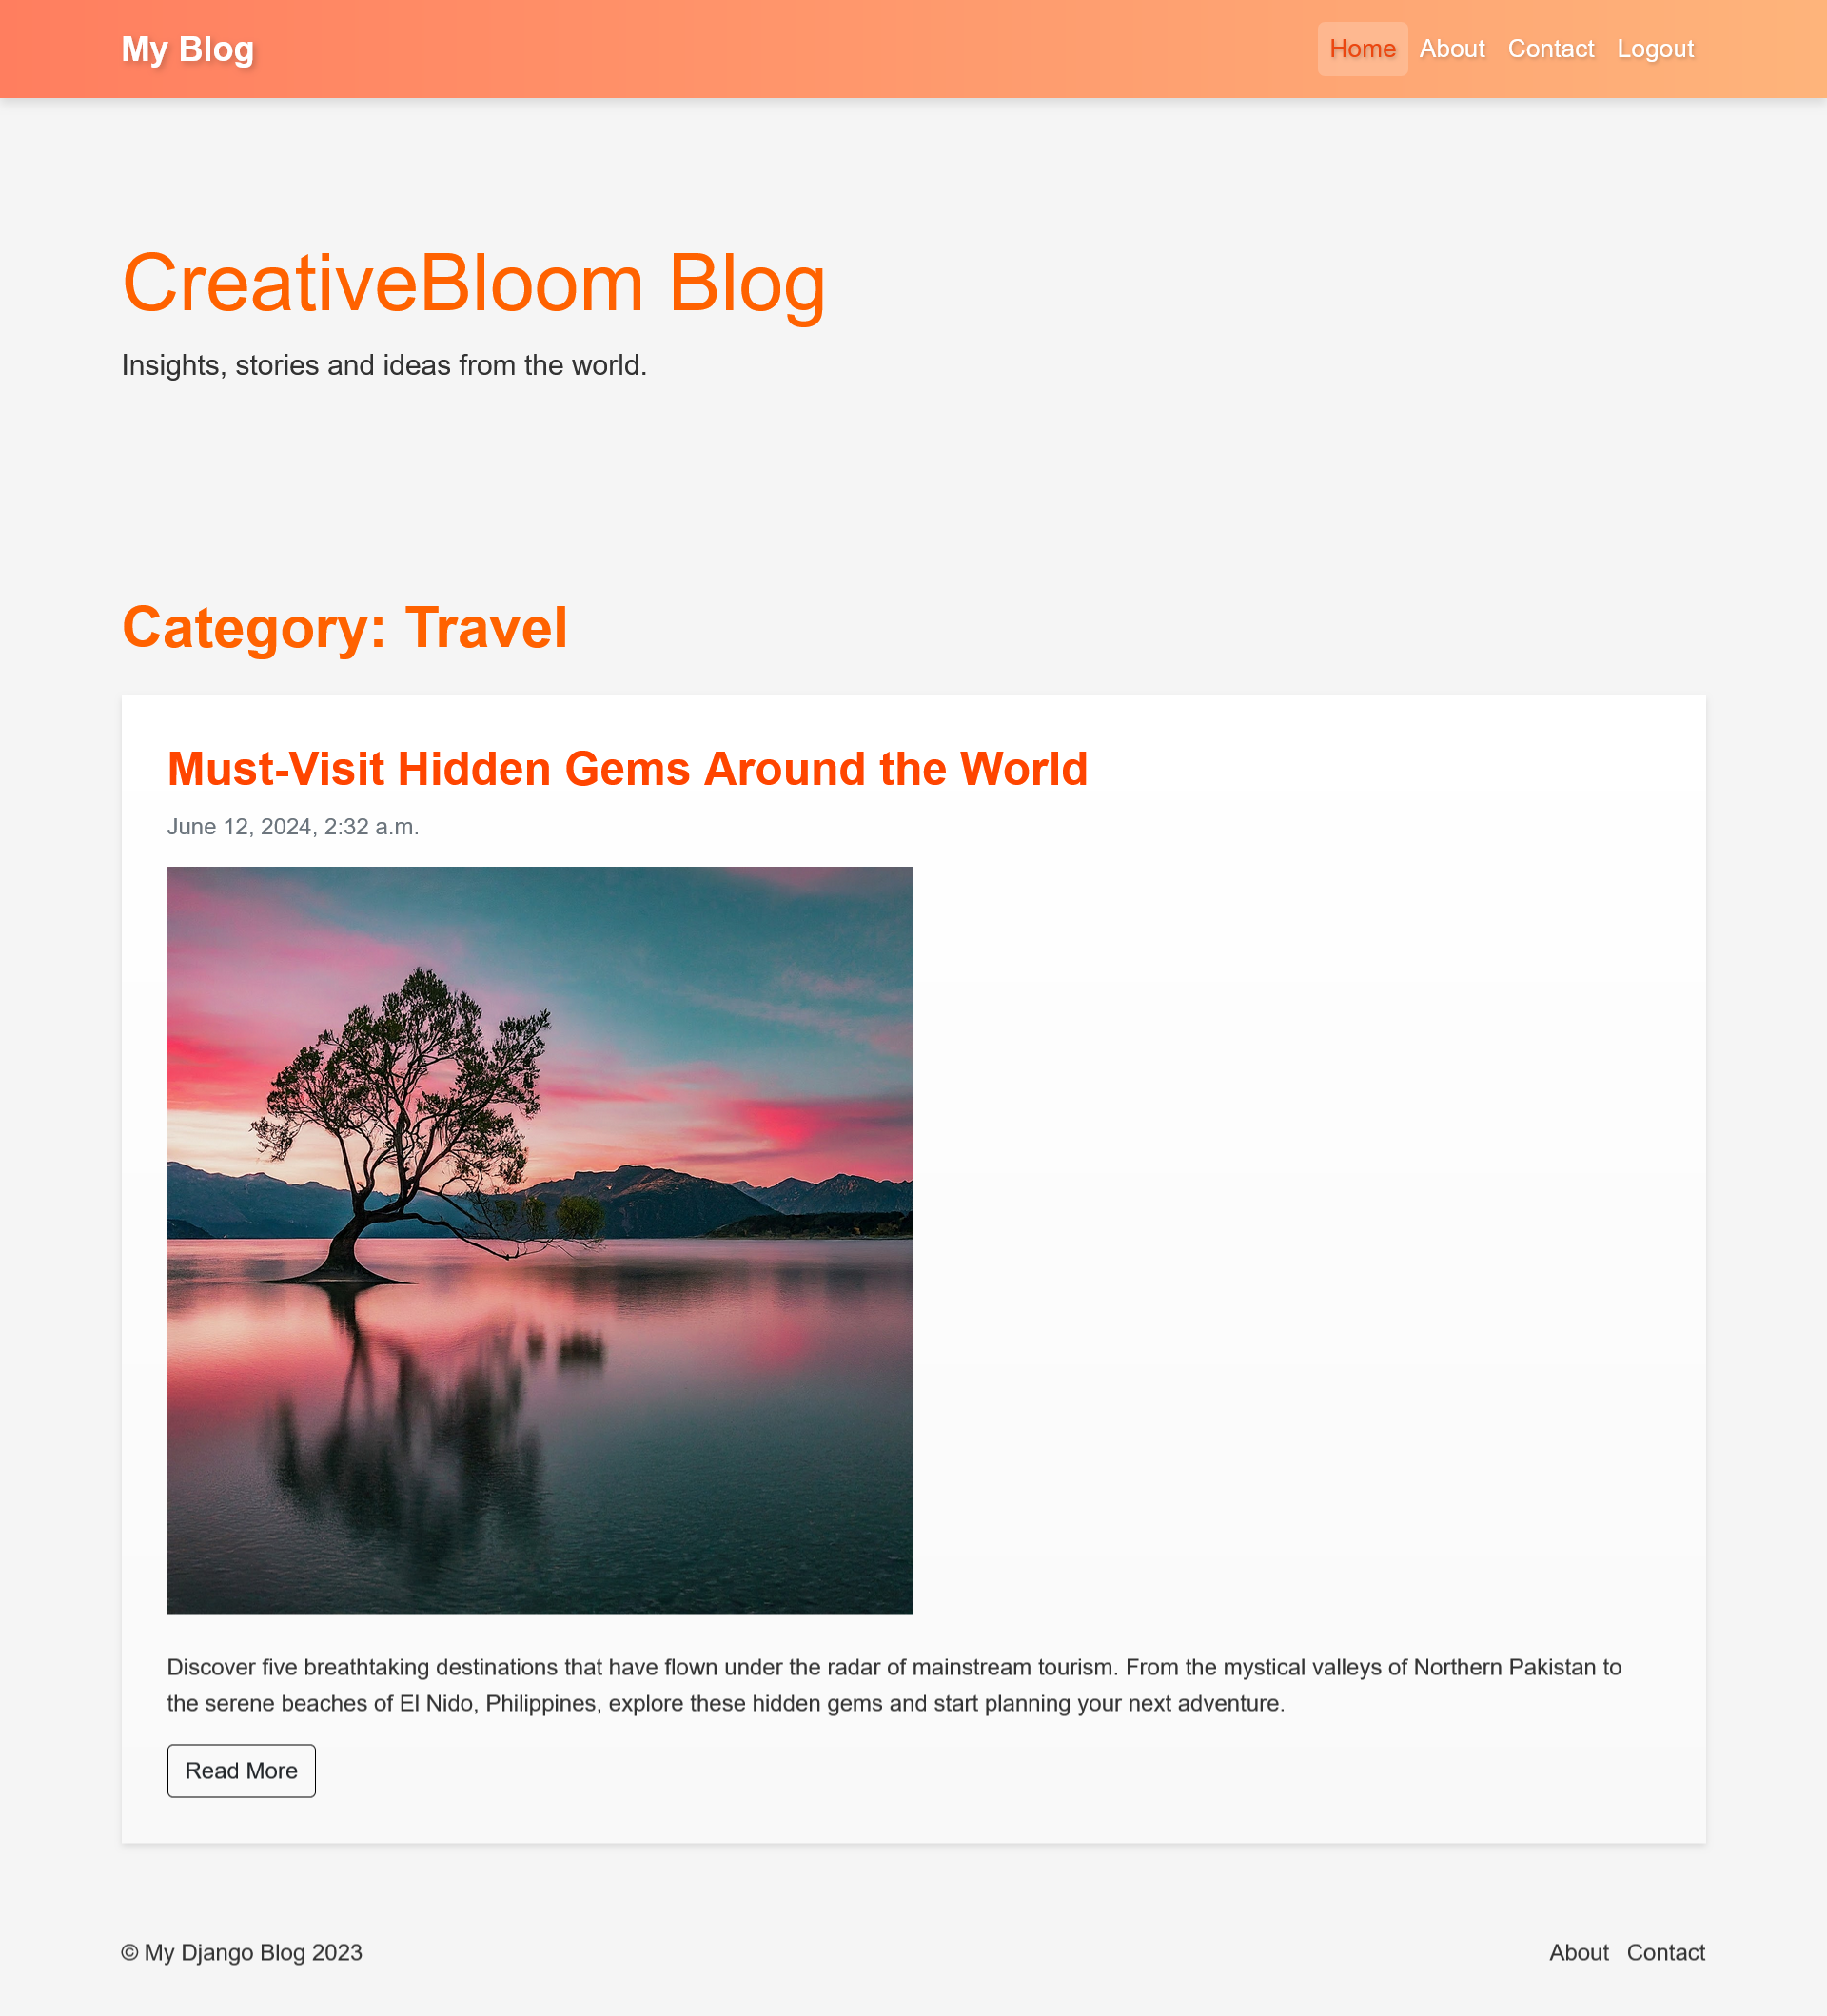 My Blog
Home About Contact Logout
CreativeBloom Blog
Insights, stories and ideas from the world.
Category: Travel
Must-Visit Hidden Gems Around the World
June 12, 2024, 2:32 a.m.
Discover five breathtaking destinations that have flown under the radar of mainstream tourism. From the mystical valleys of Northern Pakistan to
the serene beaches of El Nido, Philippines, explore these hidden gems and start planning your next adventure.
Read More
© My Django Blog 2023
About Contact